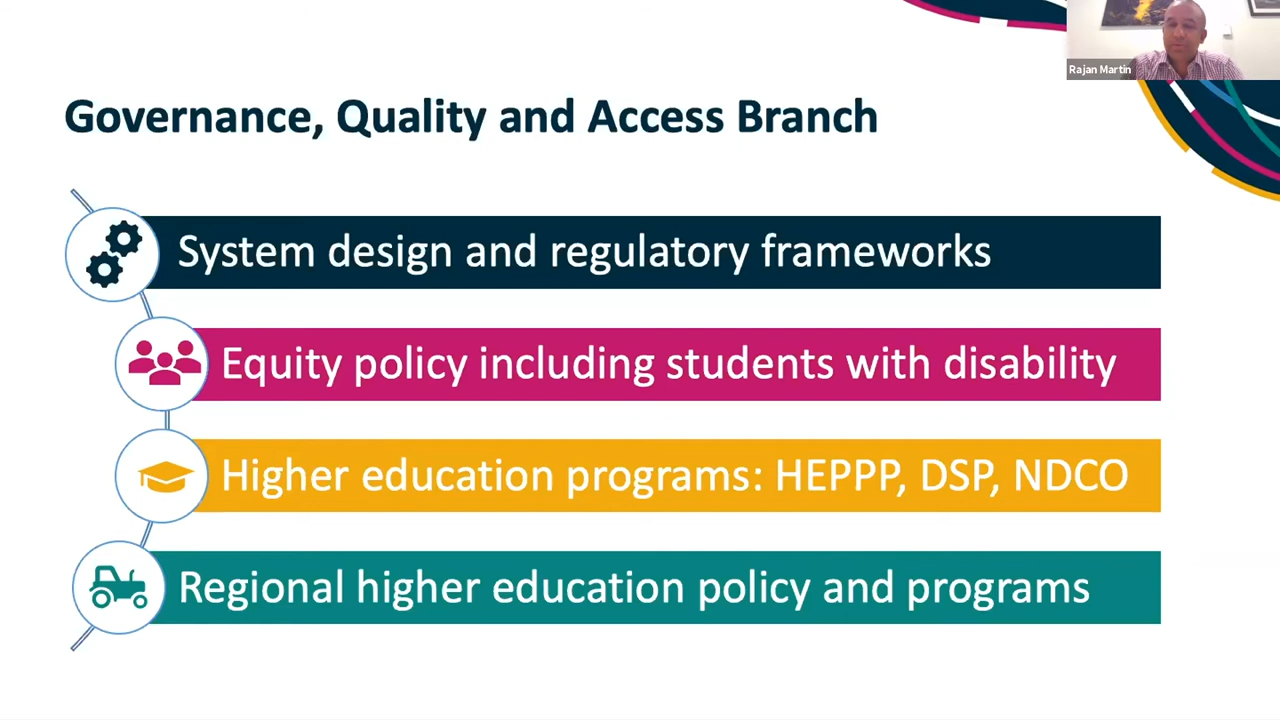 Rajan Martin
Governance, Quality and Access Branch
System design and regulatory frameworks
Equity policy including students with disability
Higher education programs: HEPPP, DSP, NDCO
Regional higher education policy and programs